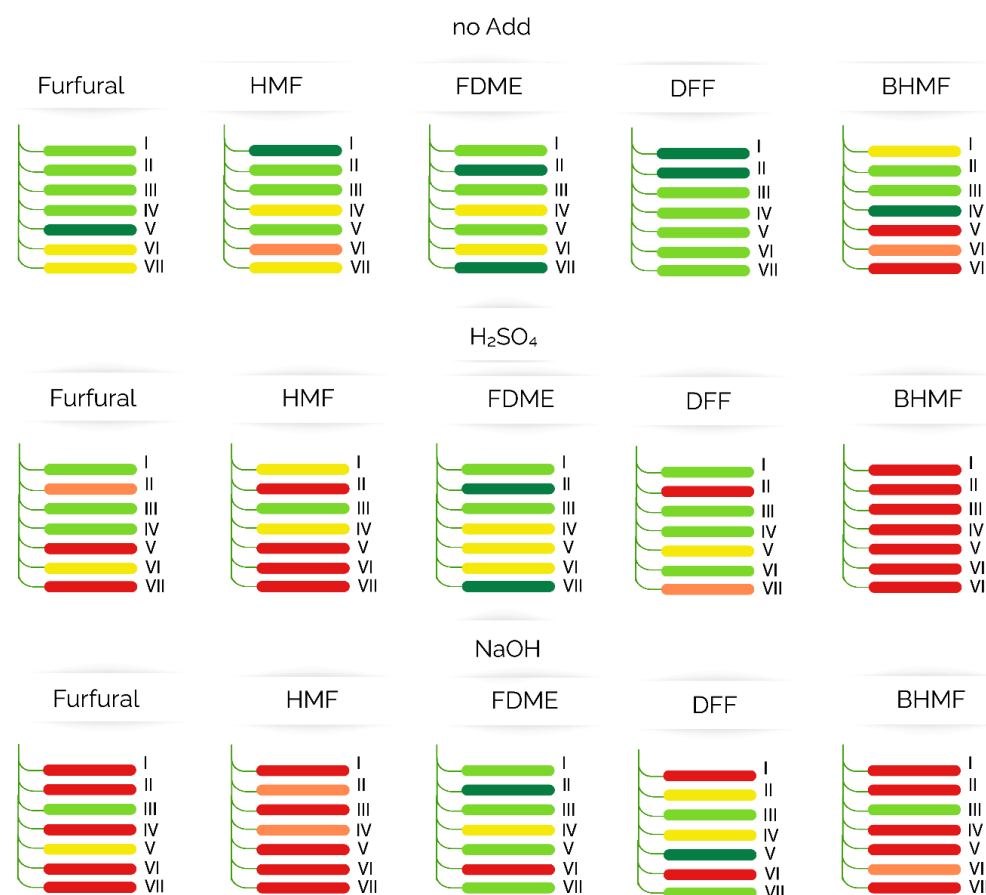 no Add
Furfural HMF FDME DFF BHMF
I I I I I
II II II II II
III III III III III
IV IV IV IV IV
V V V V V
VI VI VI VI VI
VII VII VII VII VI
H₂SO₄
Furfural HMF FDME DFF BHMF
I I I I I
II II II II II
III III III III III
IV IV IV IV IV
V V V V V
VI VI VI VI VI
VII VII VII VII VI
NaOH
Furfural HMF FDME DFF BHMF
I I I I I
II II II II II
III III III III III
IV IV IV IV IV
V V V V V
VI VI VI VI VI
VII VII VII VII VI